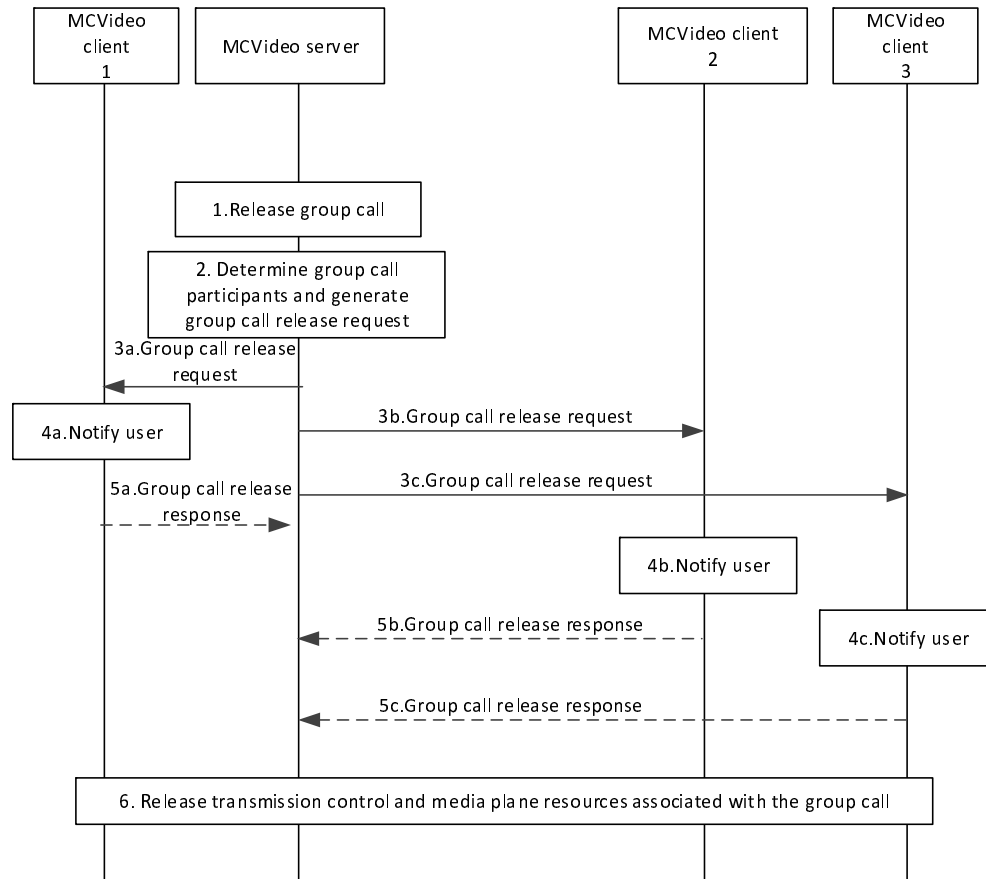 MCVideo
client
1
MCVideo server
MCVideo client
2
MCVideo
client
3
1.Release group call
2. Determine group call
participants and generate
group call release request
3a.Group call release
request
4a.Notify user
3b.Group call release request
5a.Group call release
response
3c.Group call release request
4b.Notify user
5b.Group call release response
4c.Notify user
5c.Group call release response
6. Release transmission control and media plane resources associated with the group call